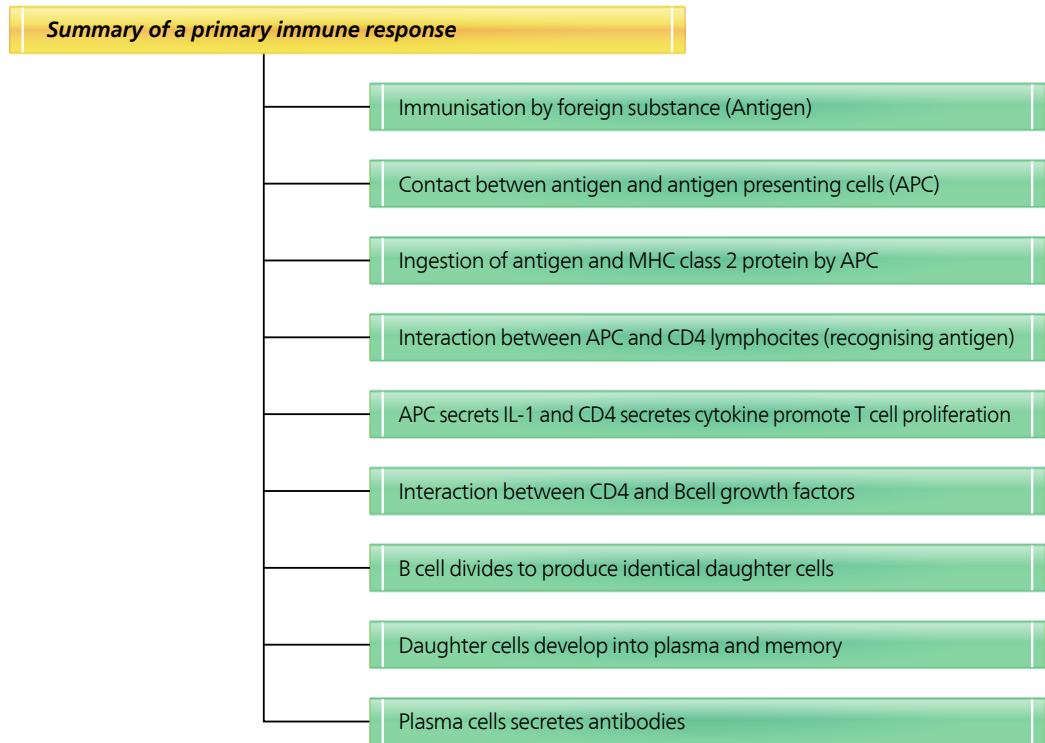 Summary of a primary immune response
Immunisation by foreign substance (Antigen)
Contact betwen antigen and antigen presenting cells (APC)
Ingestion of antigen and MHC class 2 protein by APC
Interaction between APC and CD4 lymphocites (recognising antigen)
APC secrets IL-1 and CD4 secretes cytokine promote T cell proliferation
Interaction between CD4 and Bcell growth factors
B cell divides to produce identical daughter cells
Daughter cells develop into plasma and memory
Plasma cells secretes antibodies